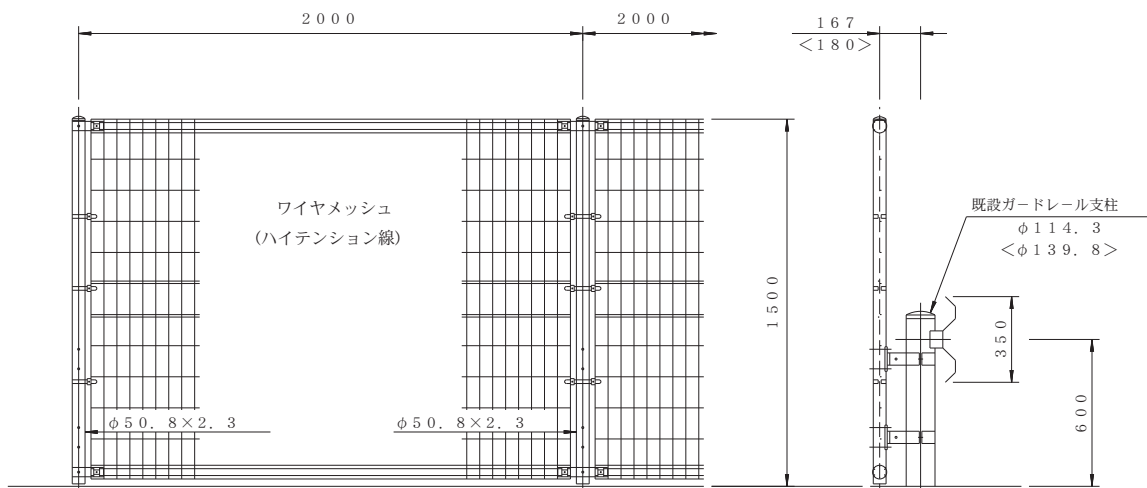 2000
2000
167
<180>
ワイヤメッシュ
(ハイテンション線)
既設ガードレール支柱
φ114.3
<φ139.8>
1500
350
600
φ50.8×2.3
φ50.8×2.3